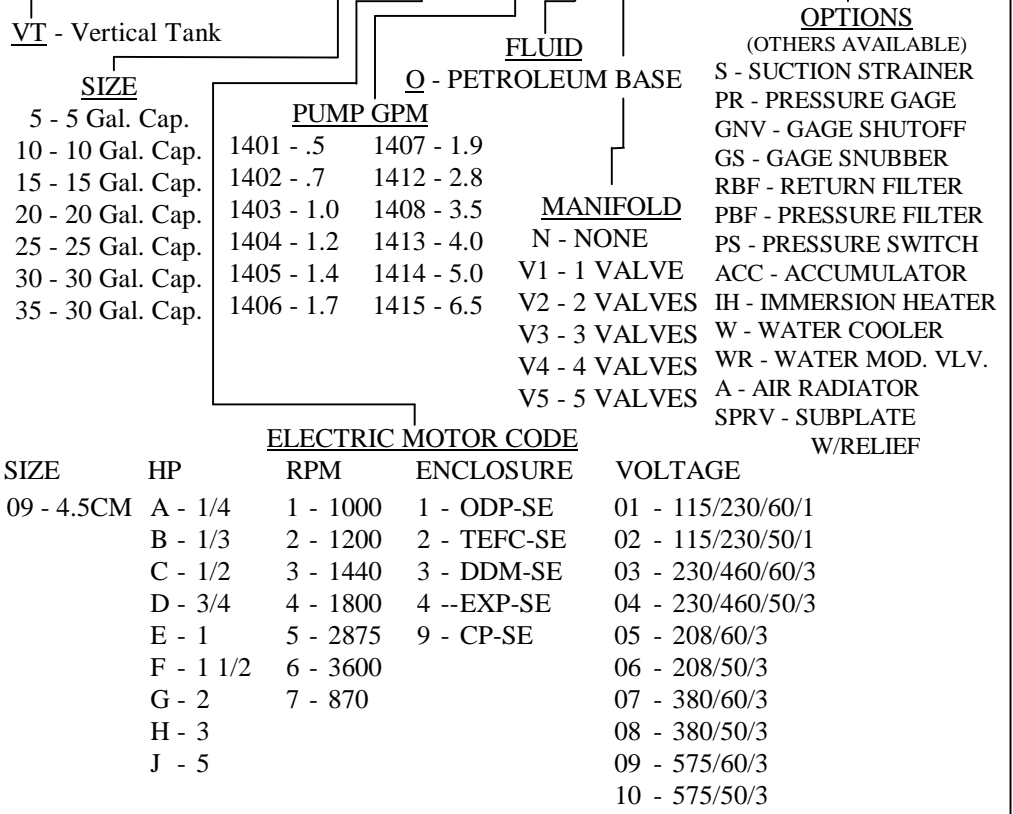 VT - Vertical Tank
SIZE
5 - 5 Gal. Cap.
10 - 10 Gal. Cap.
15 - 15 Gal. Cap.
20 - 20 Gal. Cap.
25 - 25 Gal. Cap.
30 - 30 Gal. Cap.
35 - 30 Gal. Cap.
PUMP GPM
1401 - .5 1407 - 1.9
1402 - .7 1412 - 2.8
1403 - 1.0 1408 - 3.5
1404 - 1.2 1413 - 4.0
1405 - 1.4 1414 - 5.0
1406 - 1.7 1415 - 6.5
FLUID
O - PETROLEUM BASE
MANIFOLD
N - NONE
V1 - 1 VALVE
V2 - 2 VALVES
V3 - 3 VALVES
V4 - 4 VALVES
V5 - 5 VALVES
OPTIONS
(OTHERS AVAILABLE)
S - SUCTION STRAINER
PR - PRESSURE GAGE
GNV - GAGE SHUTOFF
GS - GAGE SNUBBER
RBF - RETURN FILTER
PBF - PRESSURE FILTER
PS - PRESSURE SWITCH
ACC - ACCUMULATOR
IH - IMMERSION HEATER
W - WATER COOLER
WR - WATER MOD. VLV.
A - AIR RADIATOR
SPRV - SUBPLATE
W/RELIEF
ELECTRIC MOTOR CODE
SIZE HP RPM ENCLOSURE VOLTAGE
09 - 4.5CM A - 1/4 1 - 1000 1 - ODP-SE 01 - 115/230/60/1
B - 1/3 2 - 1200 2 - TEFC-SE 02 - 115/230/50/1
C - 1/2 3 - 1440 3 - DDM-SE 03 - 230/460/60/3
D - 3/4 4 - 1800 4 --EXP-SE 04 - 230/460/50/3
E - 1 5 - 2875 9 - CP-SE 05 - 208/60/3
F - 1 1/2 6 - 3600 06 - 208/50/3
G - 2 7 - 870 07 - 380/60/3
H - 3 08 - 380/50/3
J - 5 09 - 575/60/3
10 - 575/50/3